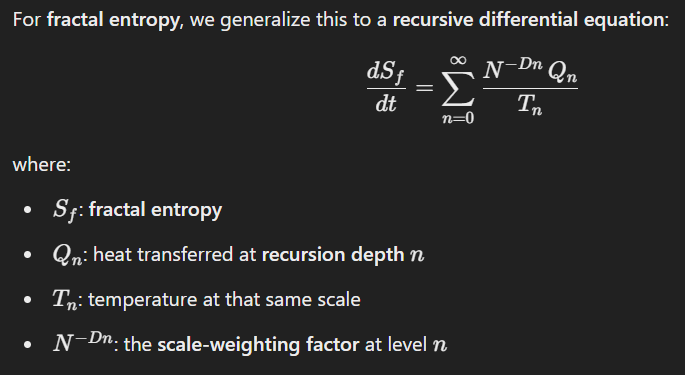 For fractal entropy, we generalize this to a recursive differential equation:
$$\frac{dS_f}{dt} = \sum_{n=0}^{\infty} \frac{N^{-Dn} Q_n}{T_n}$$
where:
• $S_f$: fractal entropy
• $Q_n$: heat transferred at recursion depth $n$
• $T_n$: temperature at that same scale
• $N^{-Dn}$: the scale-weighting factor at level $n$